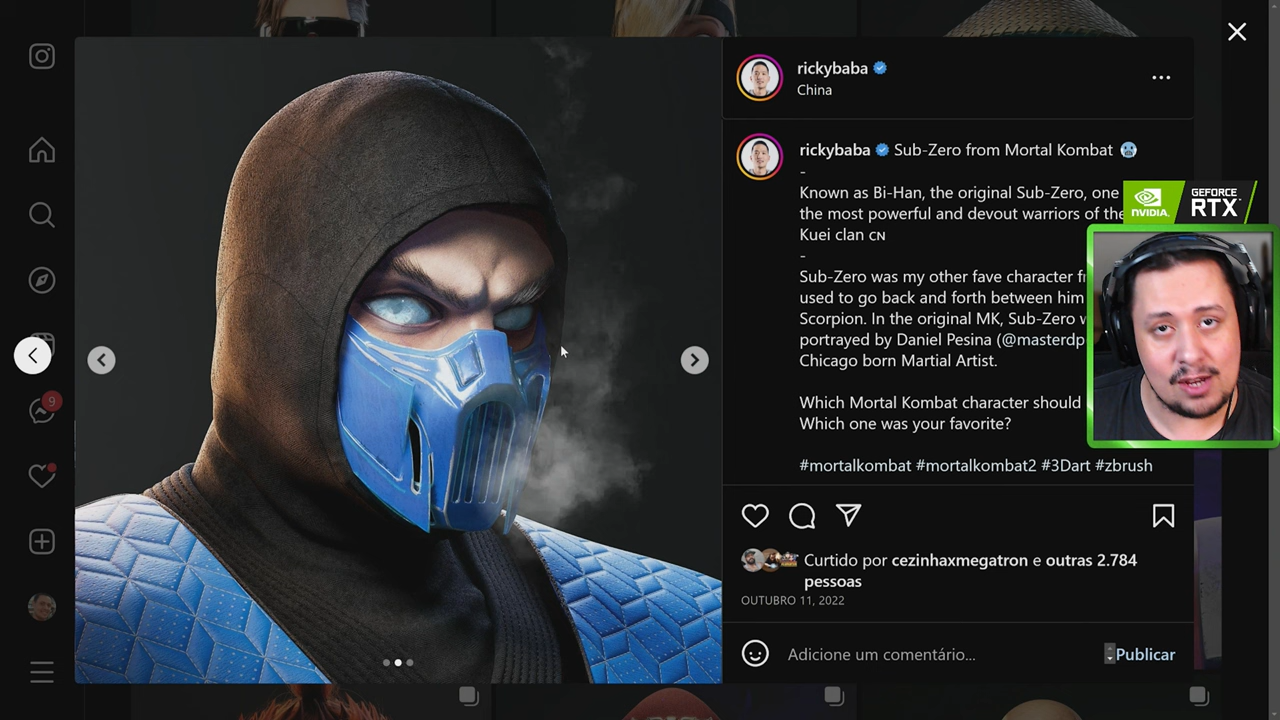 rickybaba
China
rickybaba Sub-Zero from Mortal Kombat
-
Known as Bi-Han, the original Sub-Zero, one
the most powerful and devout warriors of the
Kuei clan CN
-
Sub-Zero was my other fave character
used to go back and forth between him
Scorpion. In the original MK, Sub-Zero
portrayed by Daniel Pesina
Chicago born Martial Artist.
Which Mortal Kombat character should
Which one was your favorite?
#mortalkombat #mortalkombat2 #3Dart #zbrush
NVIDIA.
GEFORCE
RTX
9
Curtido por cezinhaxmegatron e outras 2.784
pessoas
OUTUBRO 11, 2022
Adicione um comentário...
Publicar